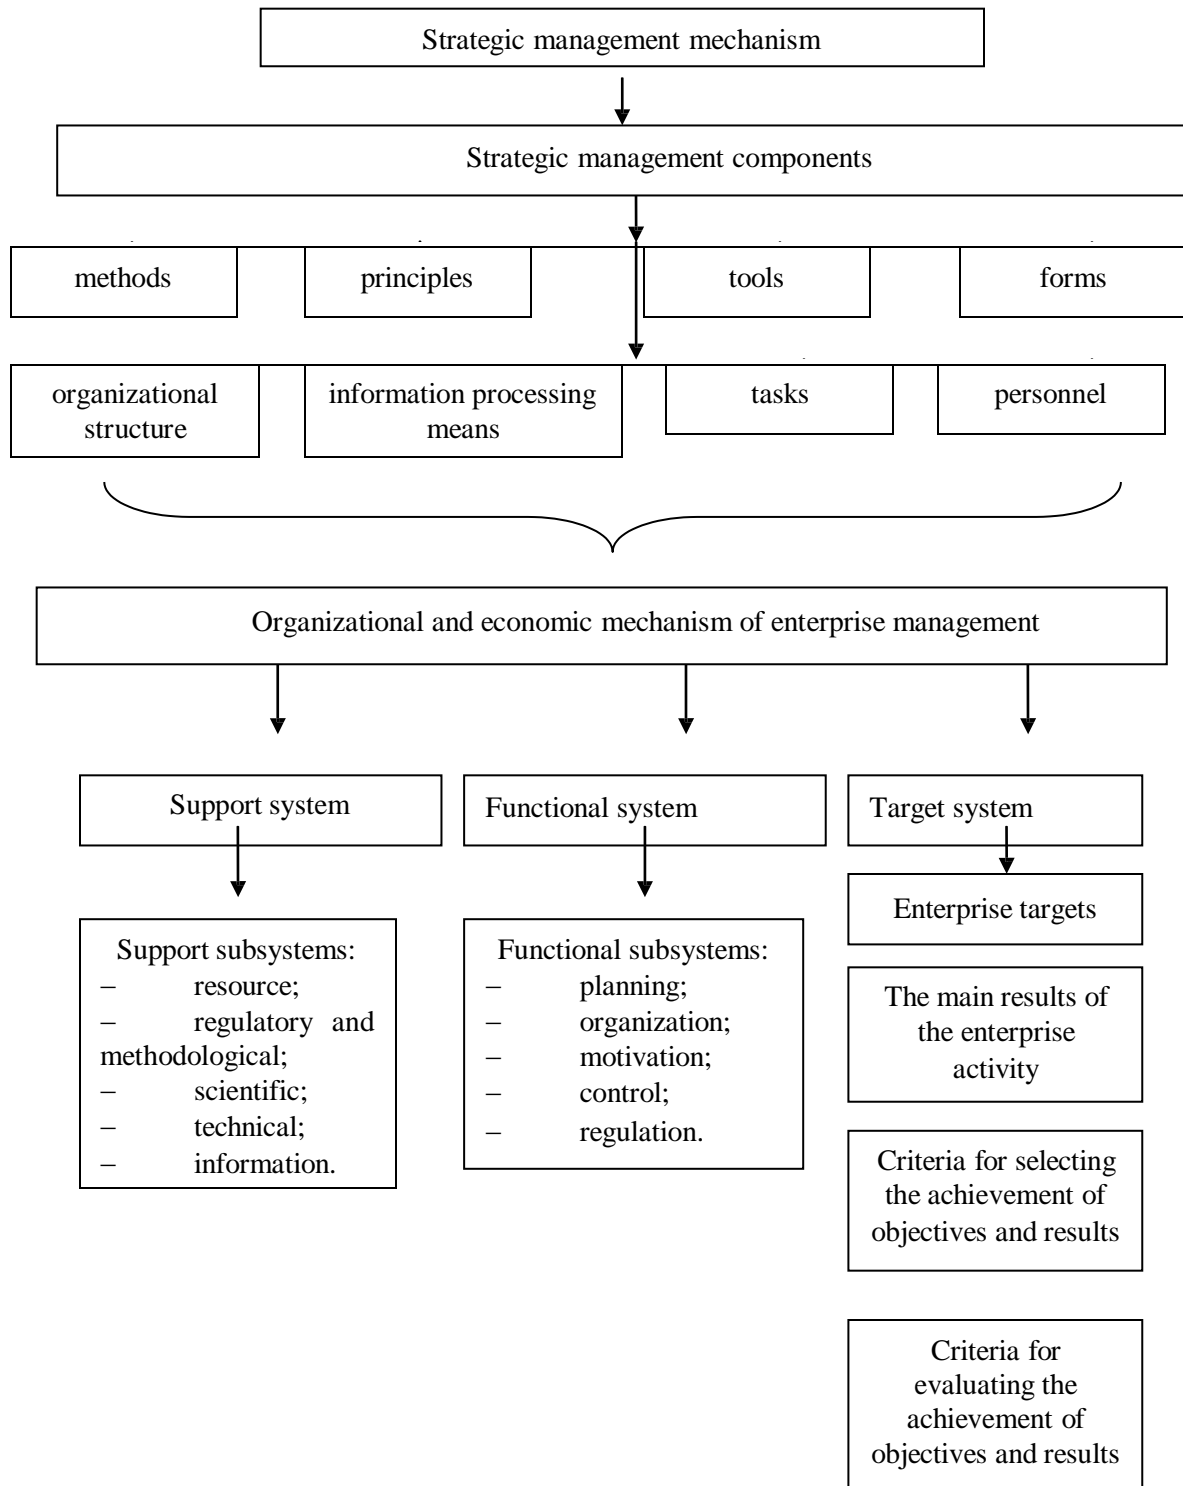 Strategic management mechanism
Strategic management components
methods
principles
tools
forms
organizational
structure
information processing
means
tasks
personnel
Organizational and economic mechanism of enterprise management
Support system
Functional system
Target system
Support subsystems:
– resource;
– regulatory and
methodological;
– scientific;
– technical;
– information.
Functional subsystems:
– planning;
– organization;
– motivation;
– control;
– regulation.
Enterprise targets
The main results of
the enterprise
activity
Criteria for selecting
the achievement of
objectives and results
Criteria for
evaluating the
achievement of
objectives and results